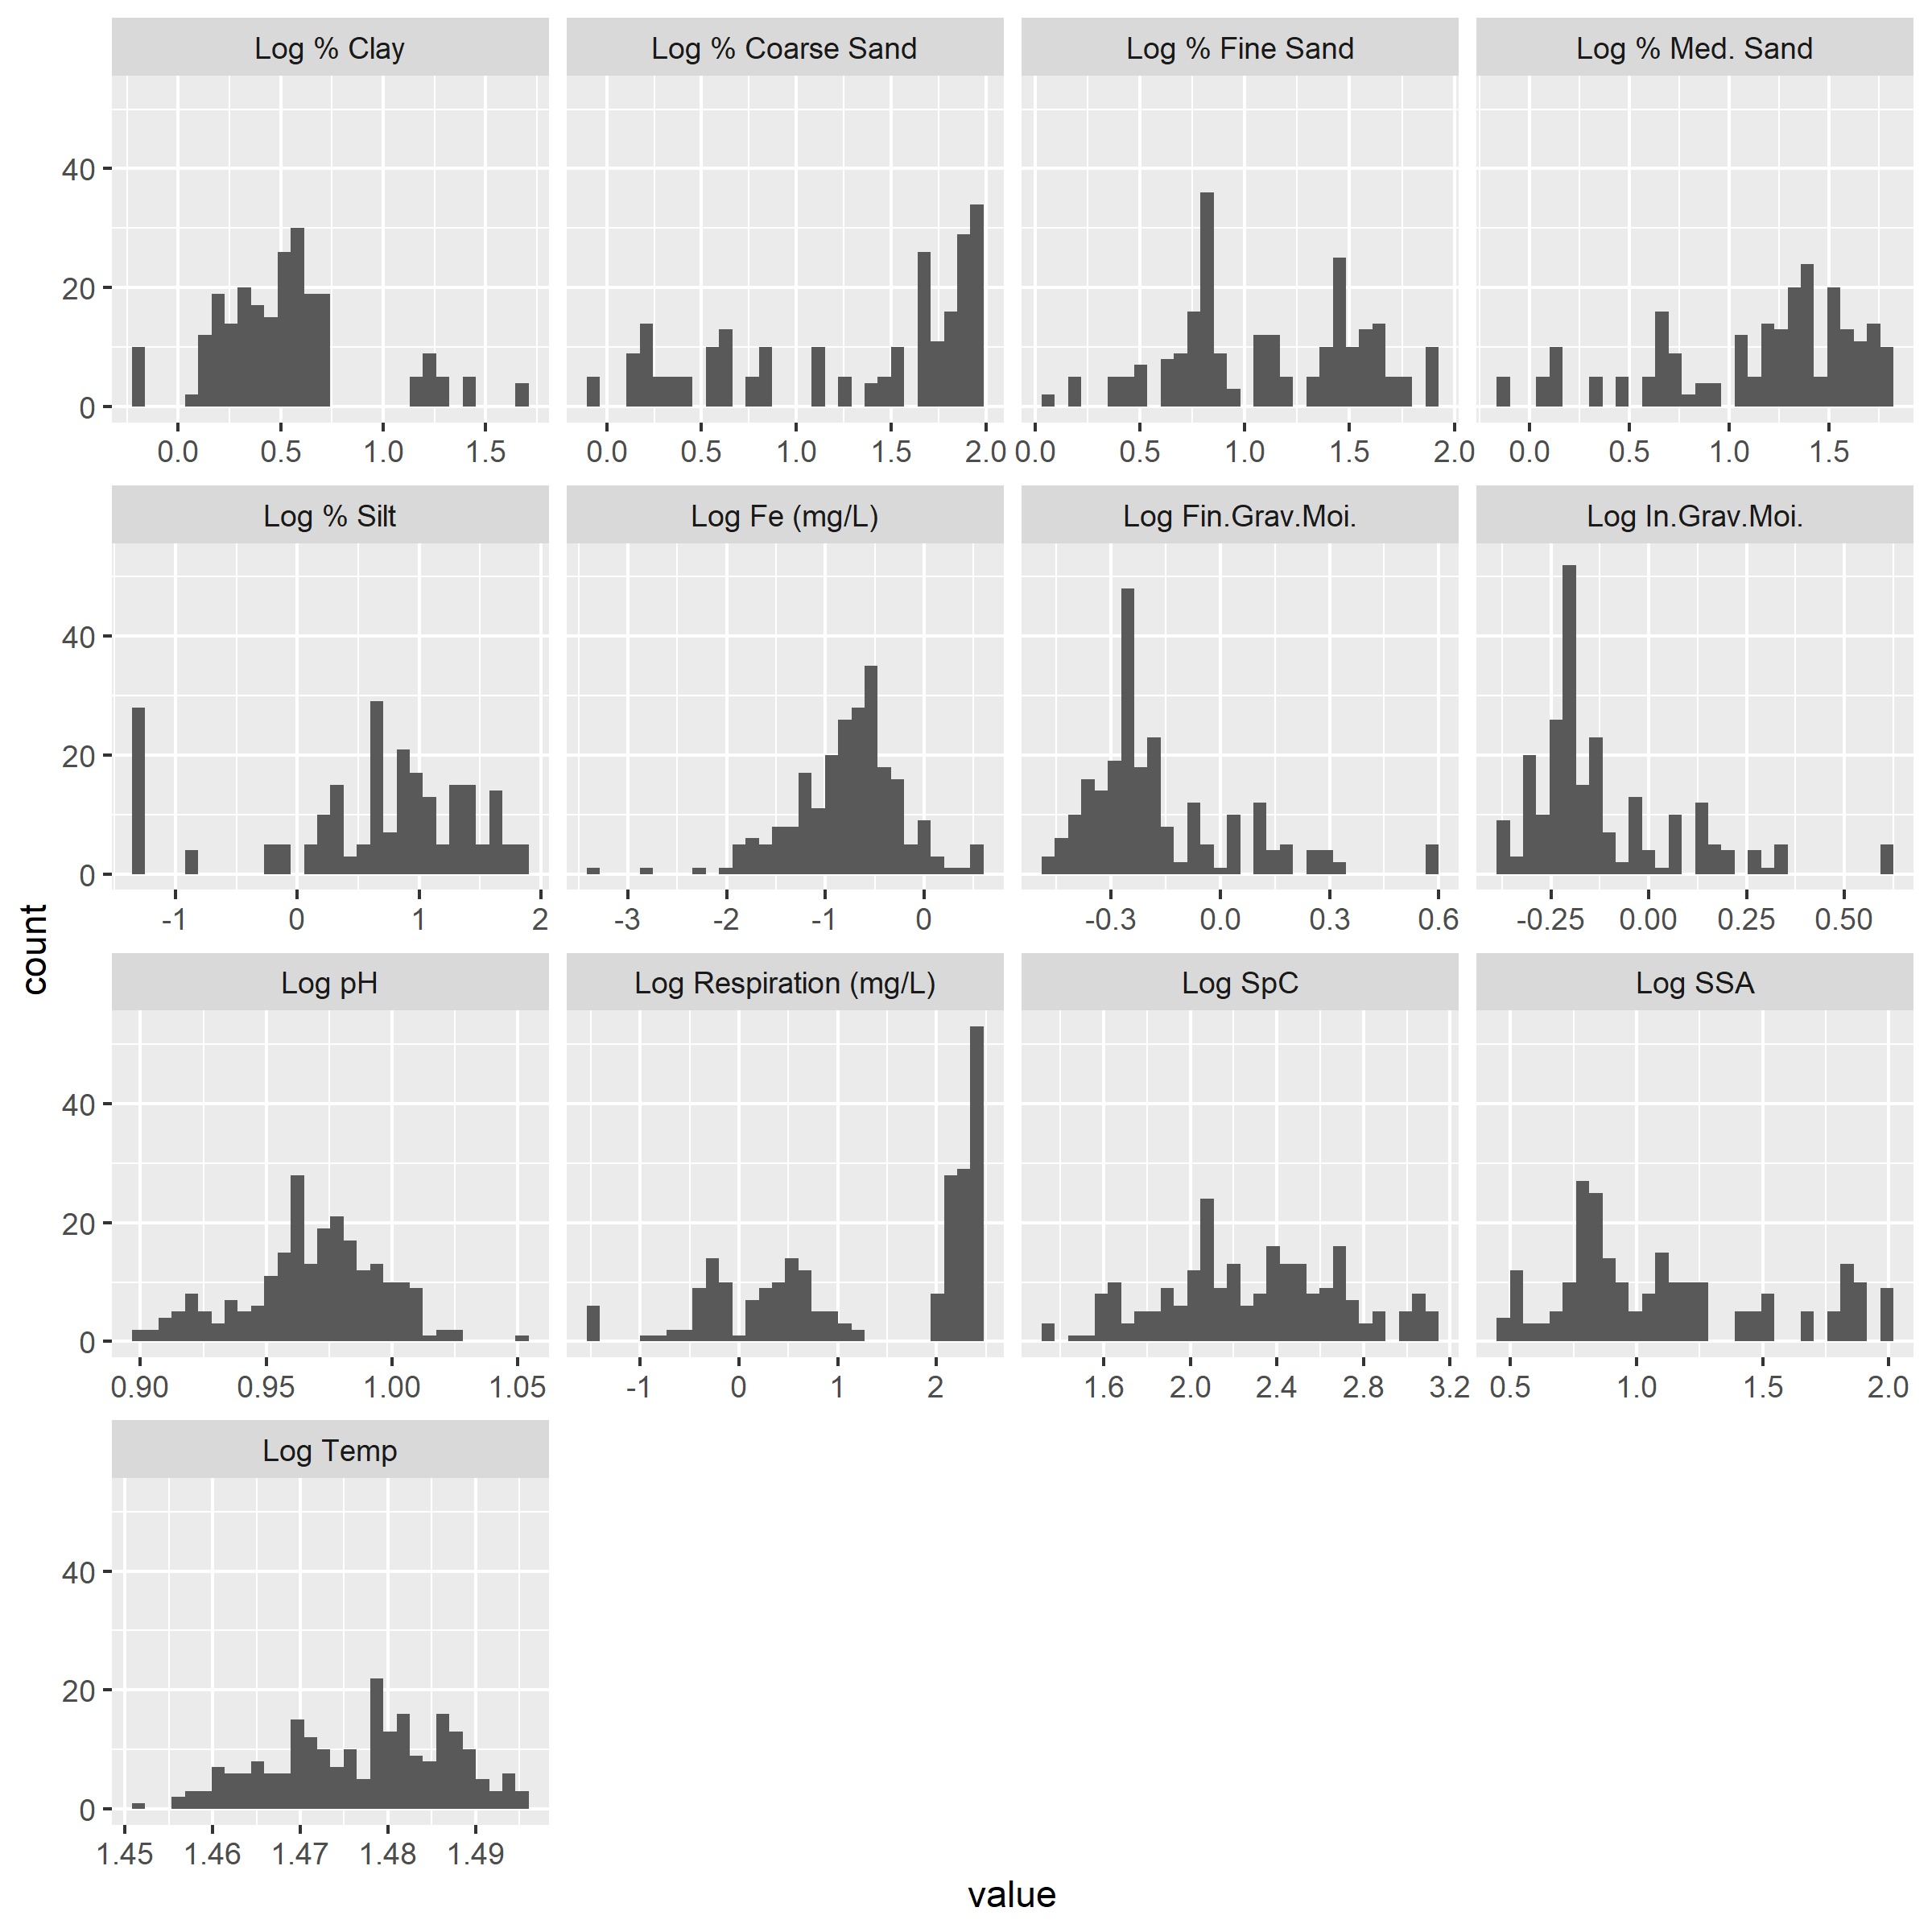 Log % Clay
Log % Coarse Sand
Log % Fine Sand
Log % Med. Sand
40
20
0
0.0 0.5 1.0 1.5
0.0 0.5 1.0 1.5 2.0
0.0 0.5 1.0 1.5 2.0
0.0 0.5 1.0 1.5
Log % Silt
Log Fe (mg/L)
Log Fin.Grav.Moi.
Log In.Grav.Moi.
40
20
0
-1 0 1 2
-3 -2 -1 0
-0.3 0.0 0.3 0.6
-0.25 0.00 0.25 0.50
count
Log pH
Log Respiration (mg/L)
Log SpC
Log SSA
40
20
0
0.90 0.95 1.00 1.05
-1 0 1 2
1.6 2.0 2.4 2.8 3.2
0.5 1.0 1.5 2.0
Log Temp
40
20
0
1.45 1.46 1.47 1.48 1.49
value